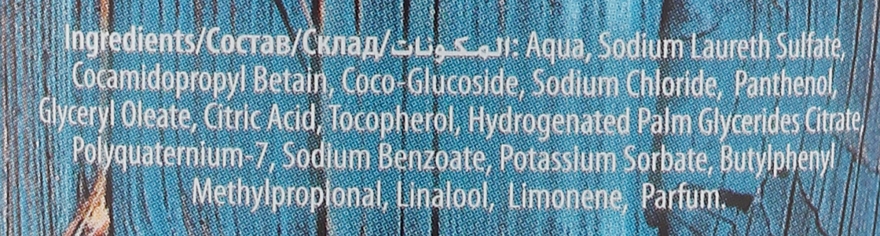 Ingredients/Состав/Склад/المكونات: Aqua, Sodium Laureth Sulfate,
Cocamidopropyl Betain, Coco-Glucoside, Sodium Chloride, Panthenol,
Glyceryl Oleate, Citric Acid, Tocopherol, Hydrogenated Palm Glycerides Citrate,
Polyquaternium-7, Sodium Benzoate, Potassium Sorbate, Butylphenyl
Methylproplonal, Linalool, Limonene, Parfum.